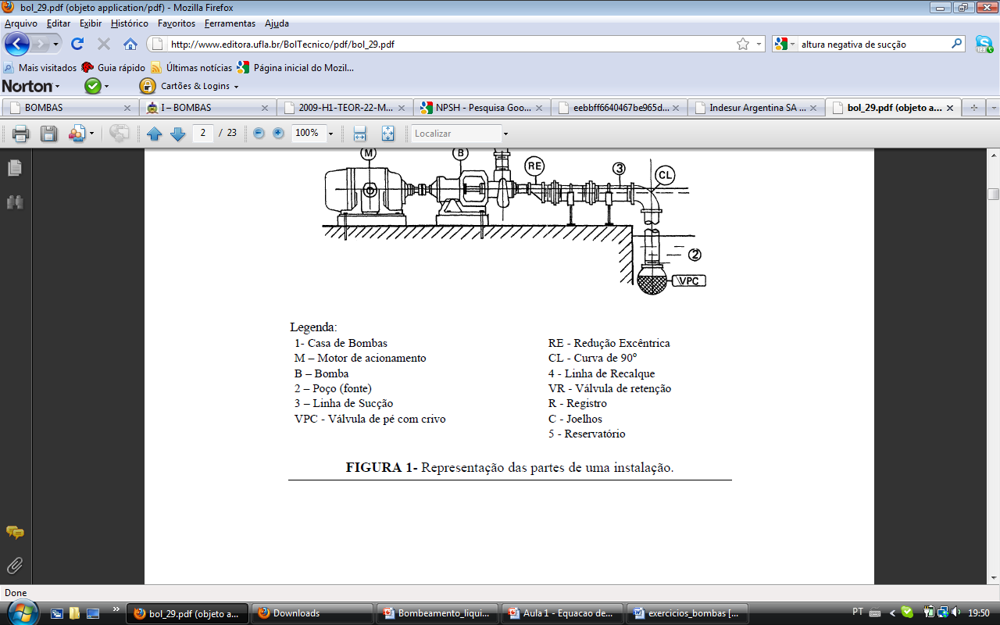 bol_29.pdf (objeto application/pdf) - Mozilla Firefox
Arquivo Editar Exibir Histórico Favoritos Ferramentas Ajuda
http://www.editora.ufla.br/BolTecnico/pdf/bol_29.pdf
altura negativa de sucção
Mais visitados Guia rápido Últimas notícias Página inicial do Mozil...
Norton Cartões & Logins
BOMBAS I – BOMBAS 2009-H1-TEOR-22-M... NPSH - Pesquisa Goo... eebbff6640467be965d... Indesur Argentina SA ... bol_29.pdf (objeto a...
2 / 23 100% Localizar
M B RE 3 CL
2
VPC
Legenda:
1- Casa de Bombas
M – Motor de acionamento
B – Bomba
2 – Poço (fonte)
3 – Linha de Sucção
VPC - Válvula de pé com crivo
RE - Redução Excêntrica
CL - Curva de 90º
4 - Linha de Recalque
VR - Válvula de retenção
R - Registro
C - Joelhos
5 - Reservatório
FIGURA 1- Representação das partes de uma instalação.
Done
bol_29.pdf (objeto a... Downloads Bombeamento_liqui... Aula 1 - Equacao de... exercicios_bombas [... PT 19:50